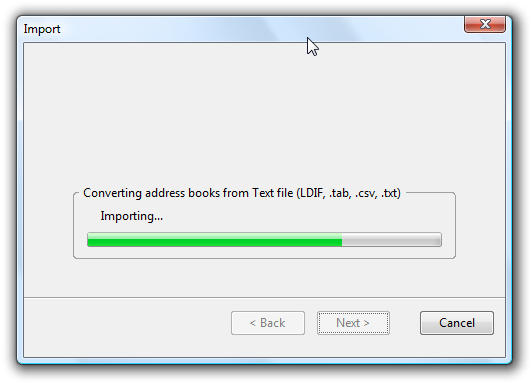 Import
Converting address books from Text file (LDIF, .tab, .csv, .txt)
Importing...
< Back
Next >
Cancel